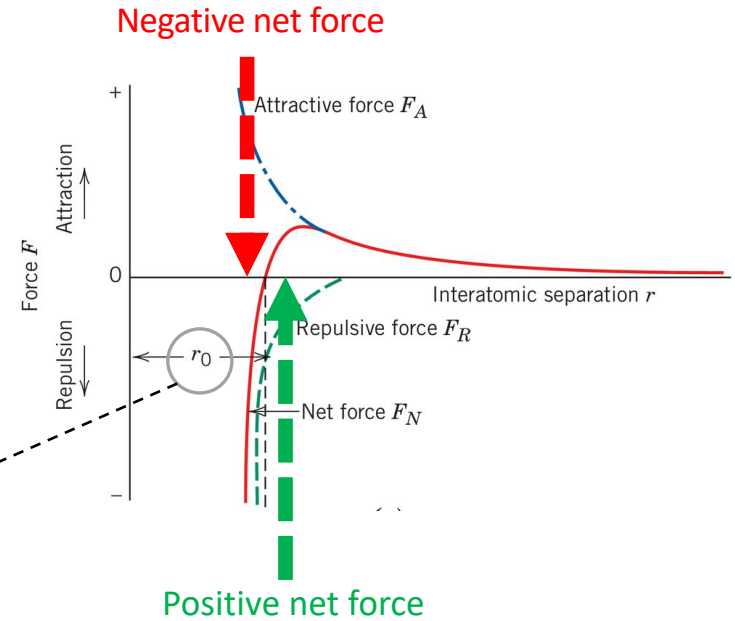 Negative net force
+
Attractive force F_A
Attraction
Force F
0
Interatomic separation r
Repulsive force F_R
Repulsion
r_0
Net force F_N
–
Positive net force